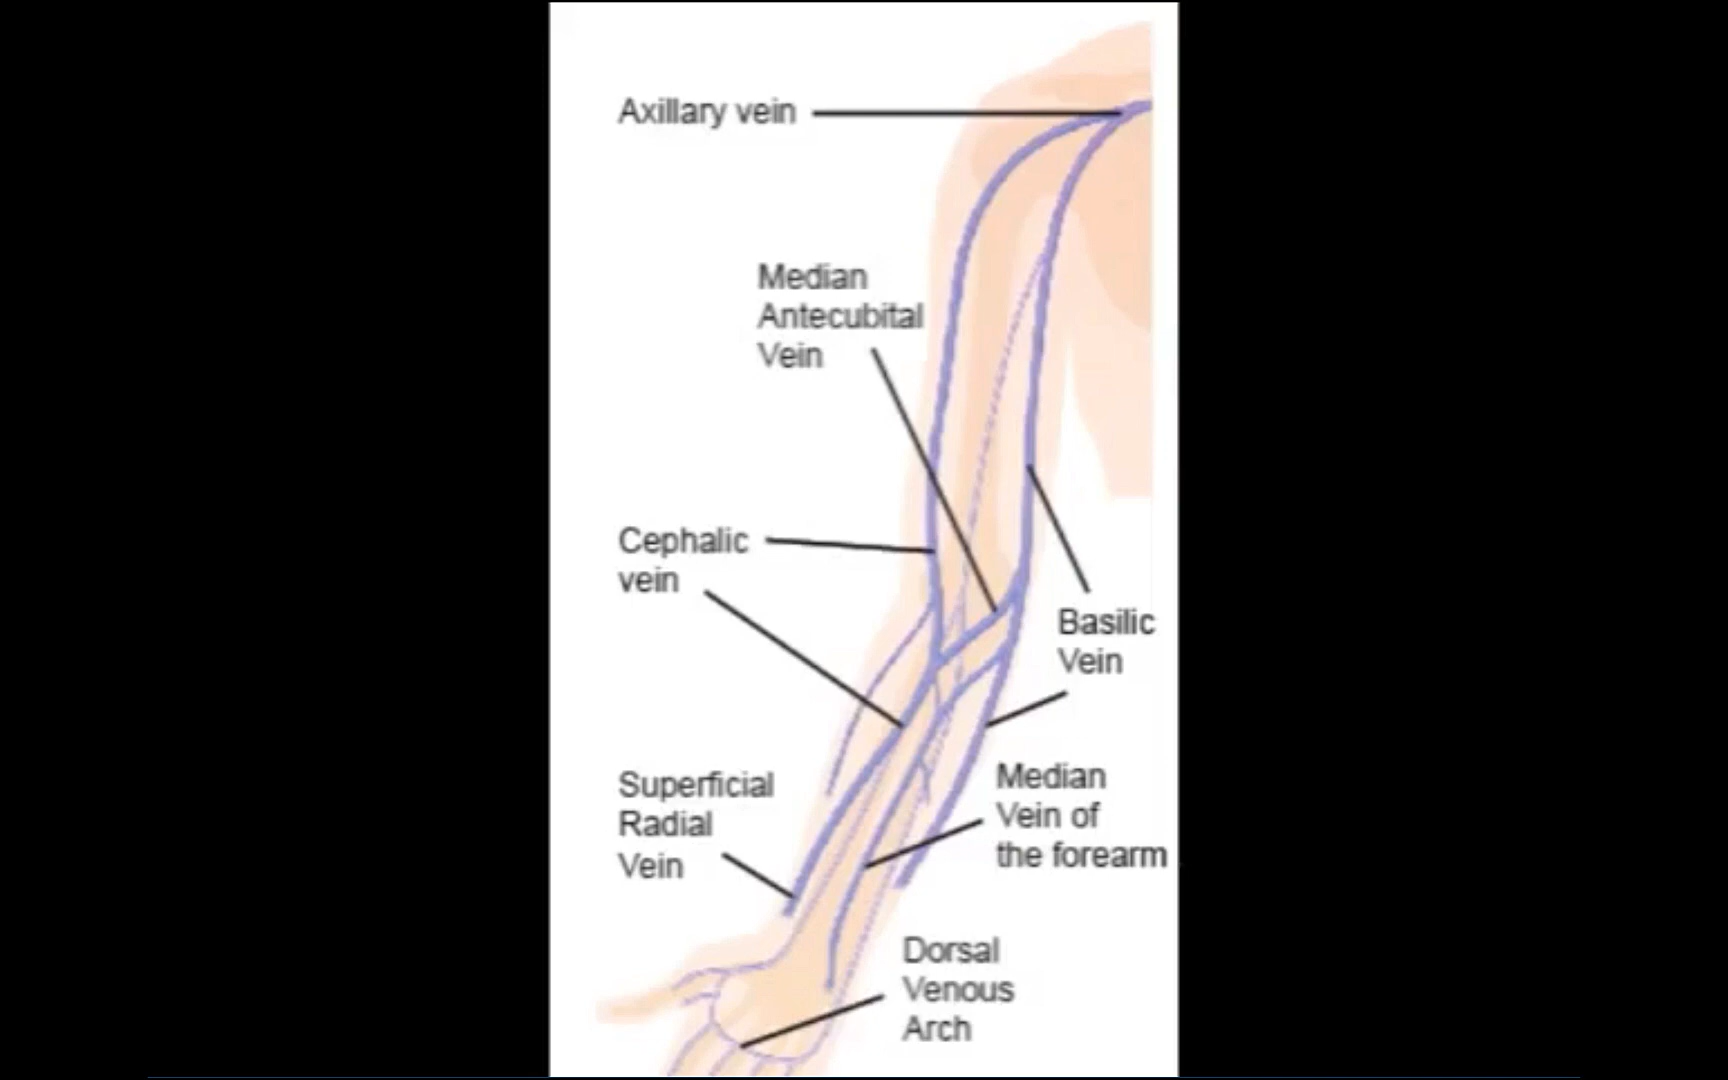 Axillary vein
Median
Antecubital
Vein
Cephalic
vein
Basilic
Vein
Superficial
Radial
Vein
Median
Vein of
the forearm
Dorsal
Venous
Arch